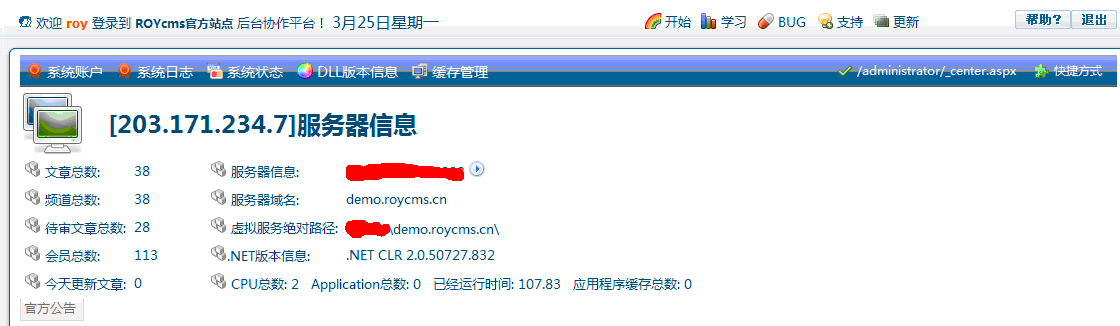 欢迎 roy 登录到 ROYcms官方站点 后台协作平台！ 3月25日星期一 开始 学习 BUG 支持 更新 帮助? 退出
系统账户 系统日志 系统状态 DLL版本信息 缓存管理 /administrator/_center.aspx 快捷方式
[203.171.234.7]服务器信息
文章总数: 38 服务器信息:
频道总数: 38 服务器域名: demo.roycms.cn
待审文章总数: 28 虚拟服务绝对路径: \demo.roycms.cn\
会员总数: 113 .NET版本信息: .NET CLR 2.0.50727.832
今天更新文章: 0 CPU总数: 2 Application总数: 0 已经运行时间: 107.83 应用程序缓存总数: 0
官方公告